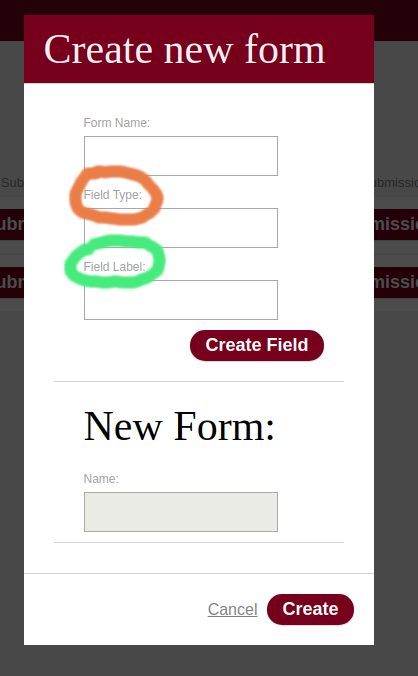 Create new form
Form Name:
Field Type:
Field Label:
Create Field
New Form:
Name:
Cancel
Create